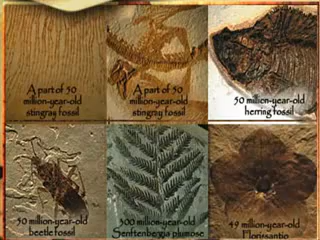 A part of 50
million-year-old
stingray fossil
A part of 50
million-year-old
stingray fossil
50 million-year-old
herring fossil
50 million-year-old
beetle fossil
300 million-year-old
Senftenbergia plumose
49 million-year-old
Florissantio